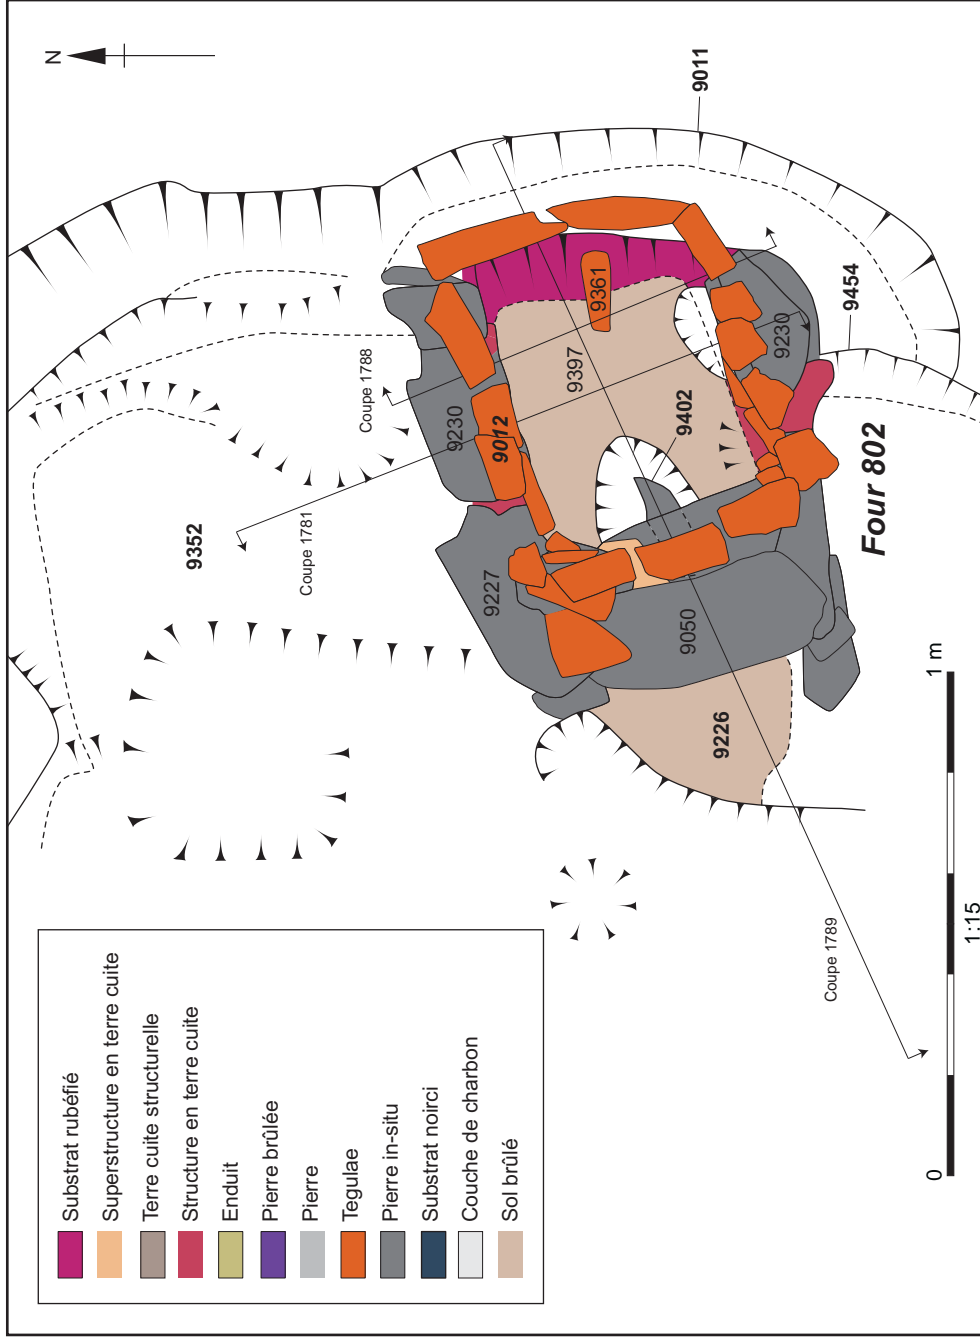 Substrat rubéfié
Superstructure en terre cuite
Terre cuite structurelle
Structure en terre cuite
Enduit
Pierre brûlée
Pierre
Tegulae
Pierre in-situ
Substrat noirci
Couche de charbon
Sol brûlé
N
9011
9454
9361
9230
9397
Coupe 1788
9402
9230
9012
Four 802
Coupe 1781
9352
9227
9050
9226
Coupe 1789
0
1 m
1:15